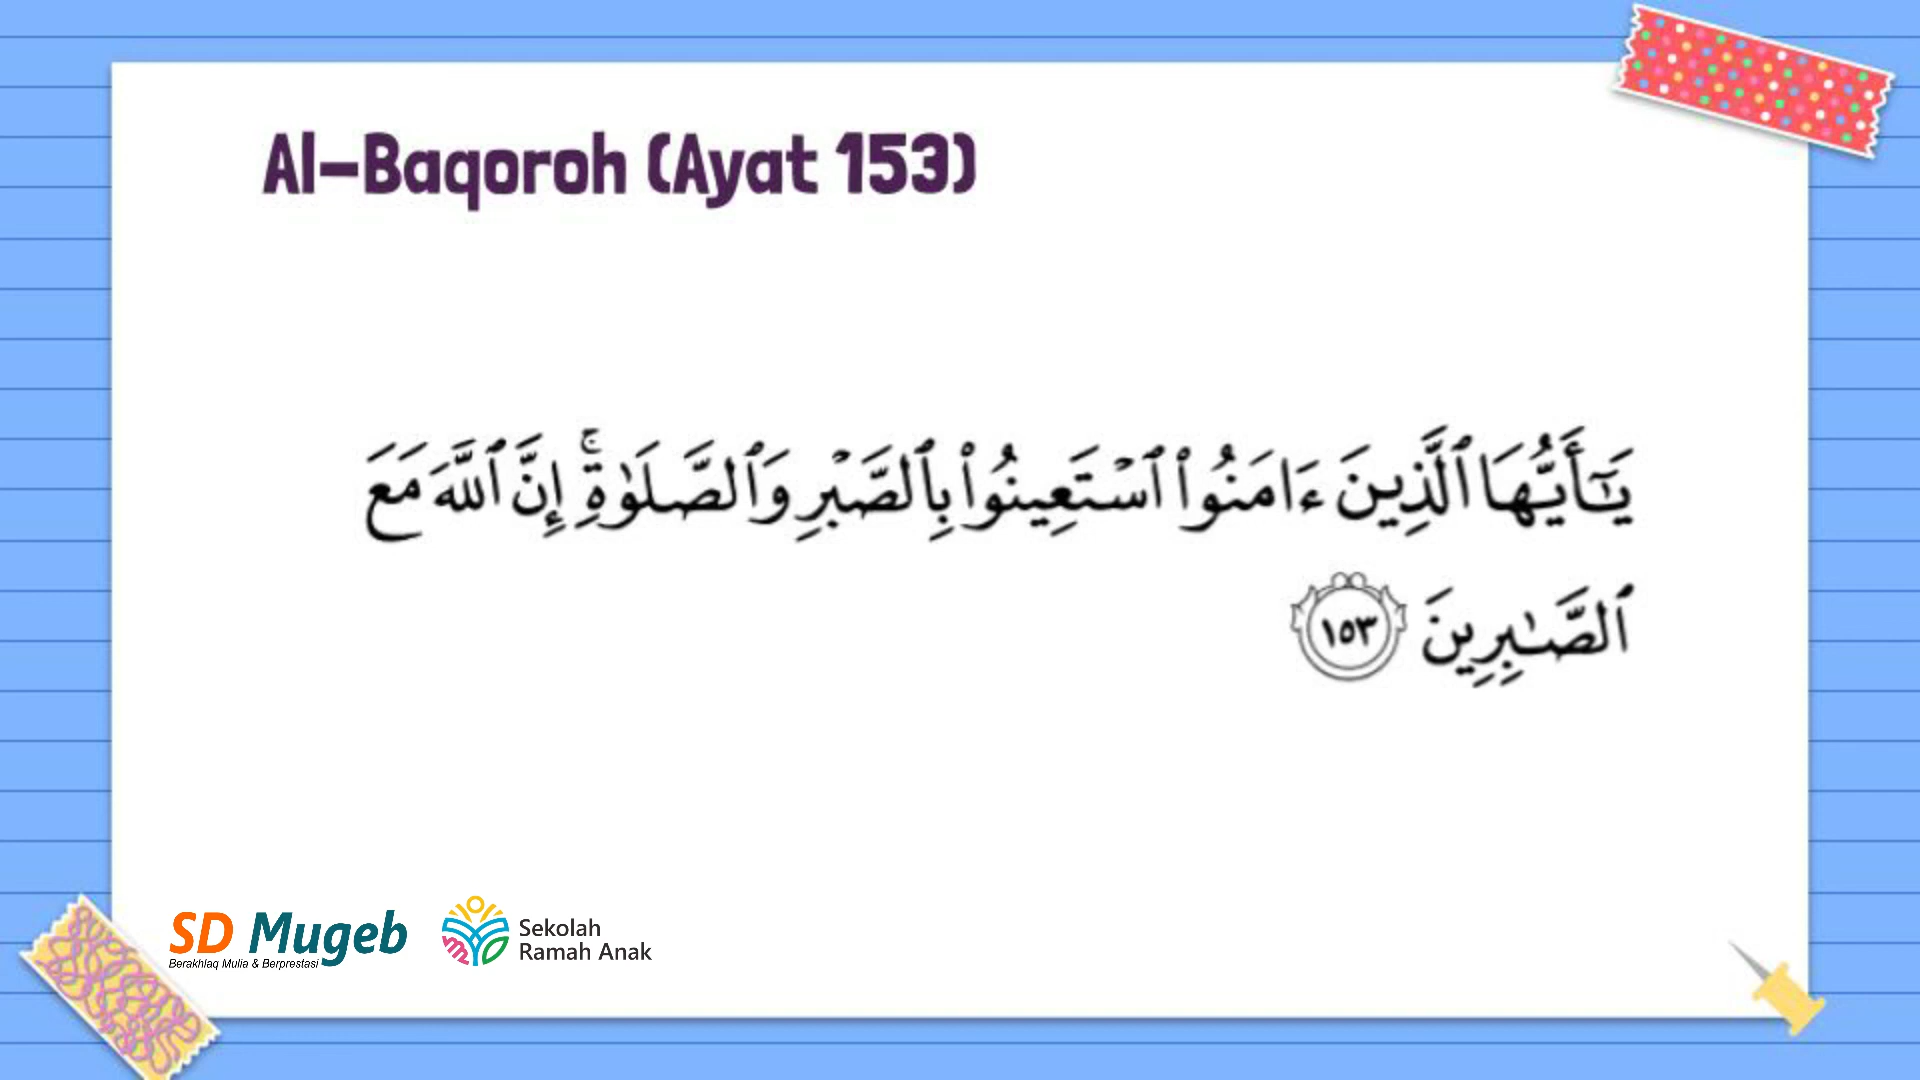 Al-Baqoroh (Ayat 153)
يَـٰٓأَيُّهَا ٱلَّذِينَ ءَامَنُوا۟ ٱسْتَعِينُوا۟ بِٱلصَّبْرِ وَٱلصَّلَوٰةِ ۚ إِنَّ ٱللَّهَ مَعَ
ٱلصَّـٰبِرِينَ ١٥٣
SD Mugeb
Berakhlaq Mulia & Berprestasi
Sekolah
Ramah Anak